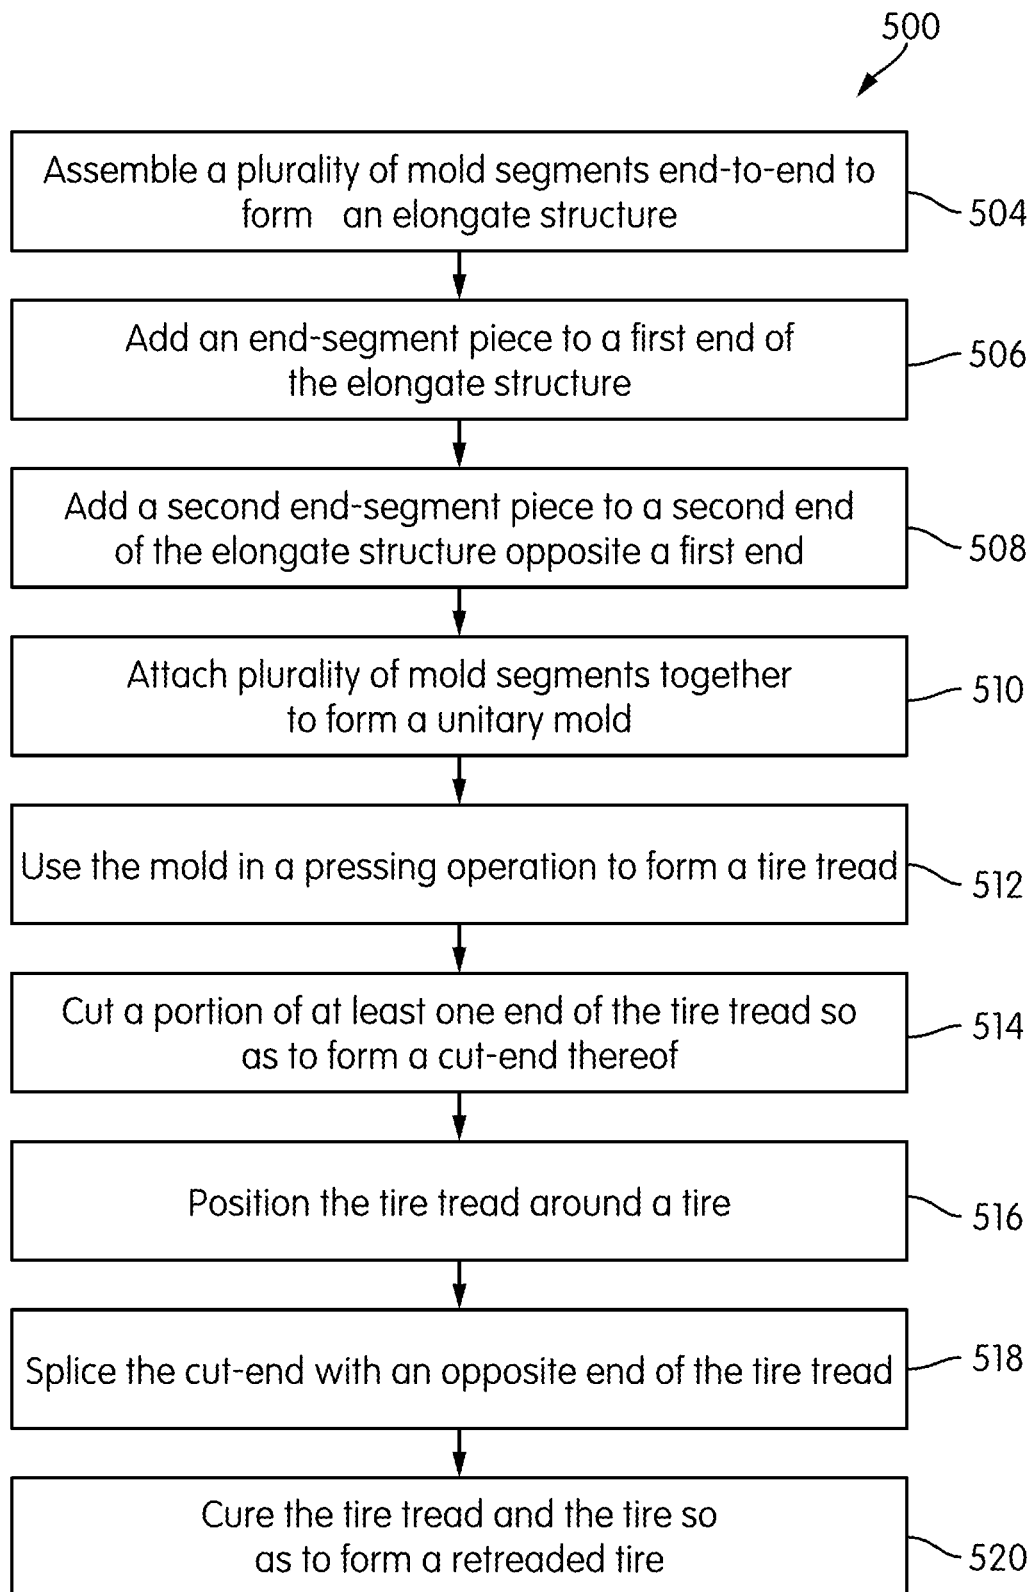 500
Assemble a plurality of mold segments end-to-end to
form an elongate structure
504
Add an end-segment piece to a first end of
the elongate structure
506
Add a second end-segment piece to a second end
of the elongate structure opposite a first end
508
Attach plurality of mold segments together
to form a unitary mold
510
Use the mold in a pressing operation to form a tire tread
512
Cut a portion of at least one end of the tire tread so
as to form a cut-end thereof
514
Position the tire tread around a tire
516
Splice the cut-end with an opposite end of the tire tread
518
Cure the tire tread and the tire so
as to form a retreaded tire
520